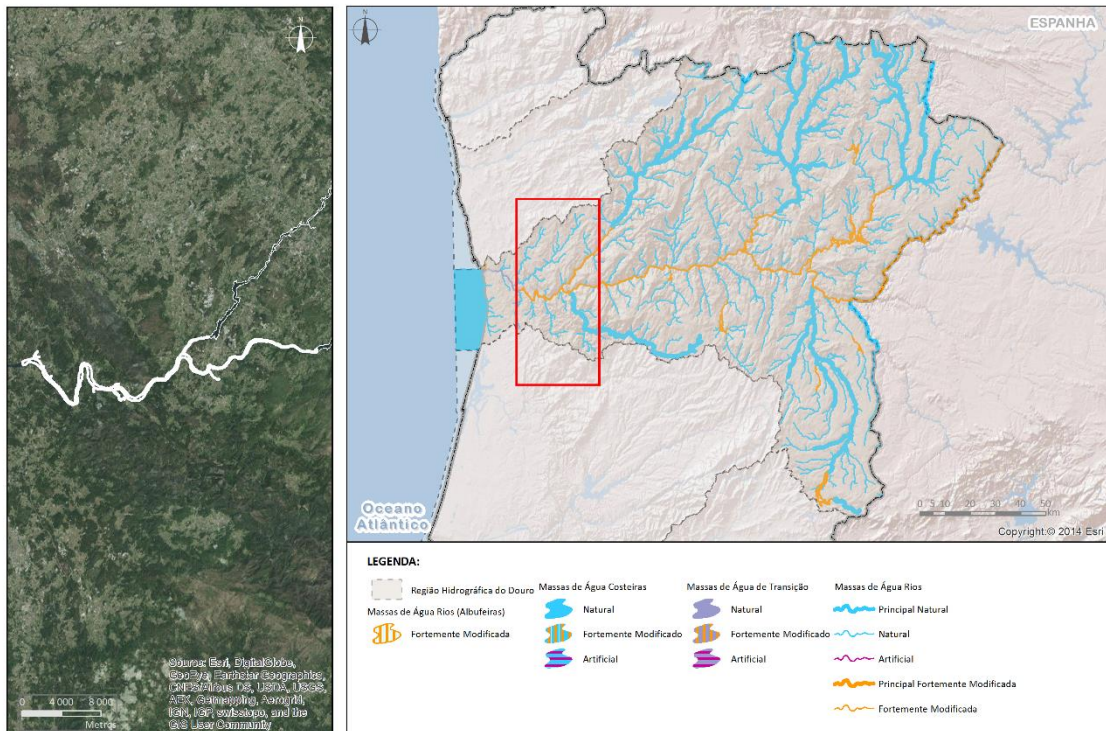 N
Source: Esri, DigitalGlobe,
GeoEye, Earthstar Geographics,
CNES/Airbus DS, USDA, USGS,
AEX, Getmapping, Aerogrid,
IGN, IGP, swisstopo, and the
GIS User Community
0 4 000 8 000
Metros
N
ESPANHA
Oceano
Atlântico
0 5 10 20 30 40 50
km
Copyright:© 2014 Esri
LEGENDA:
Região Hidrográfica do Douro
Massas de Água Rios (Albufeiras)
Fortemente Modificada
Massas de Água Costeiras
Natural
Fortemente Modificado
Artificial
Massas de Água de Transição
Natural
Fortemente Modificado
Artificial
Massas de Água Rios
Principal Natural
Natural
Artificial
Principal Fortemente Modificada
Fortemente Modificada